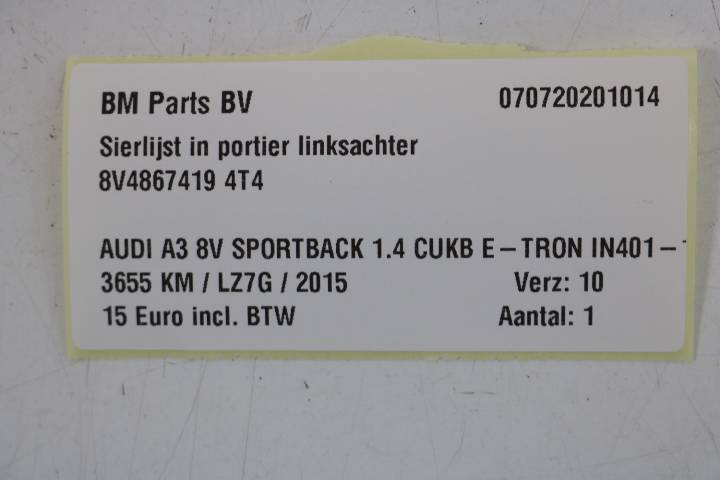 BM Parts BV 070720201014
Sierlijst in portier linksachter
8V4867419 4T4
AUDI A3 8V SPORTBACK 1.4 CUKB E-TRON IN401-
3655 KM / LZ7G / 2015 Verz: 10
15 Euro incl. BTW Aantal: 1